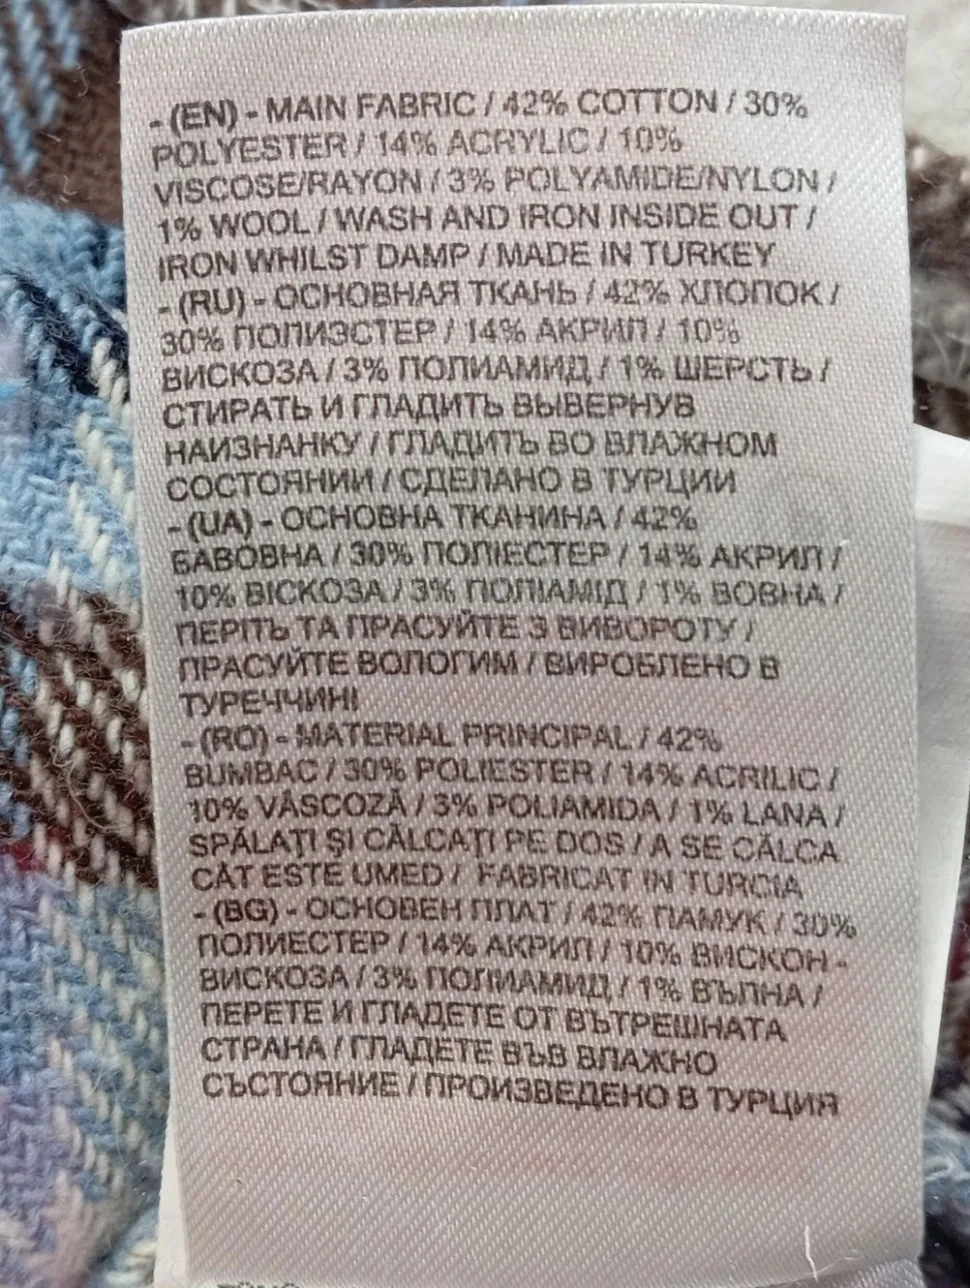 - (EN) - MAIN FABRIC / 42% COTTON / 30%
POLYESTER / 14% ACRYLIC / 10%
VISCOSE/RAYON / 3% POLYAMIDE/NYLON /
1% WOOL / WASH AND IRON INSIDE OUT /
IRON WHILST DAMP / MADE IN TURKEY
- (RU) - ОСНОВНАЯ ТКАНЬ / 42% ХЛОПОК /
30% ПОЛИЭСТЕР / 14% АКРИЛ / 10%
ВИСКОЗА / 3% ПОЛИАМИД / 1% ШЕРСТЬ /
СТИРАТЬ И ГЛАДИТЬ ВЫВЕРНУВ
НАИЗНАНКУ / ГЛАДИТЬ ВО ВЛАЖНОМ
СОСТОЯНИИ / СДЕЛАНО В ТУРЦИИ
- (UA) - ОСНОВНА ТКАНИНА / 42%
БАВОВНА / 30% ПОЛІЕСТЕР / 14% АКРИЛ /
10% ВІСКОЗА / 3% ПОЛІАМІД / 1% ВОВНА /
ПЕРІТЬ ТА ПРАСУЙТЕ З ВИВОРОТУ /
ПРАСУЙТЕ ВОЛОГИМ / ВИРОБЛЕНО В
ТУРЕЧЧИНІ
- (RO) - MATERIAL PRINCIPAL / 42%
BUMBAC / 30% POLIESTER / 14% ACRILIC /
10% VÂSCOZĂ / 3% POLIAMIDA / 1% LANA /
SPĂLAȚI ȘI CĂLCAȚI PE DOS / A SE CĂLCA
CÂT ESTE UMED / FABRICAT IN TURCIA
- (BG) - ОСНОВЕН ПЛАТ / 42% ПАМУК / 30%
ПОЛИЕСТЕР / 14% АКРИЛ / 10% ВИСКОН -
ВИСКОЗА / 3% ПОЛИАМИД / 1% ВЪЛНА /
ПЕРЕТЕ И ГЛАДЕТЕ ОТ ВЪТРЕШНАТА
СТРАНА / ГЛАДЕТЕ ВЪВ ВЛАЖНО
СЪСТОЯНИЕ / ПРОИЗВЕДЕНО В ТУРЦИЯ